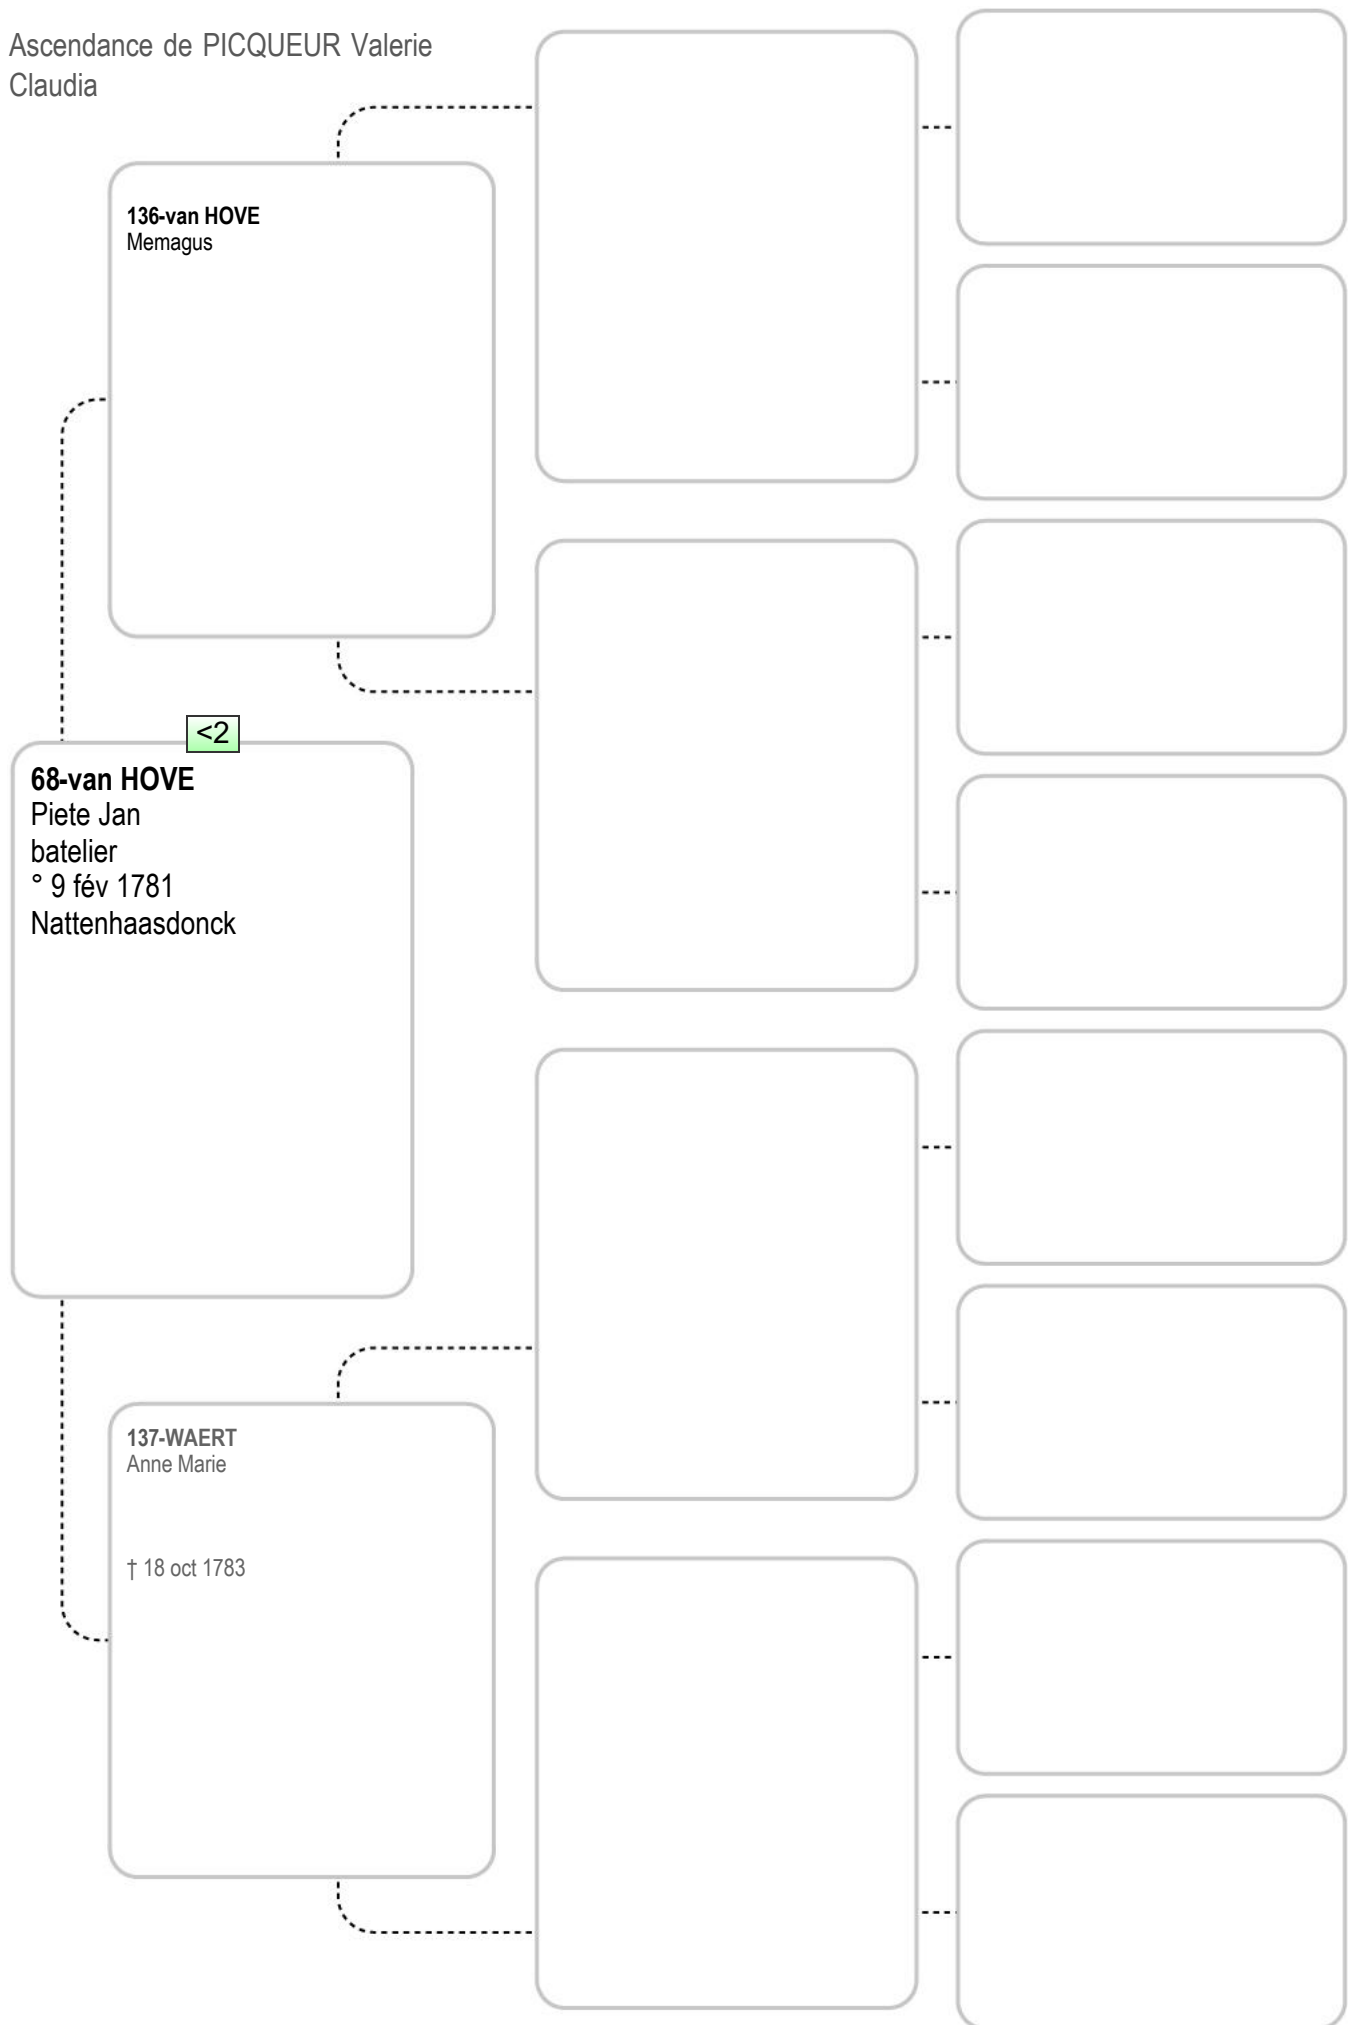 Ascendance de PICQUEUR Valerie
Claudia
136-van HOVE
Memagus
<2
68-van HOVE
Piete Jan
batelier
° 9 fév 1781
Nattenhaasdonck
137-WAERT
Anne Marie
† 18 oct 1783